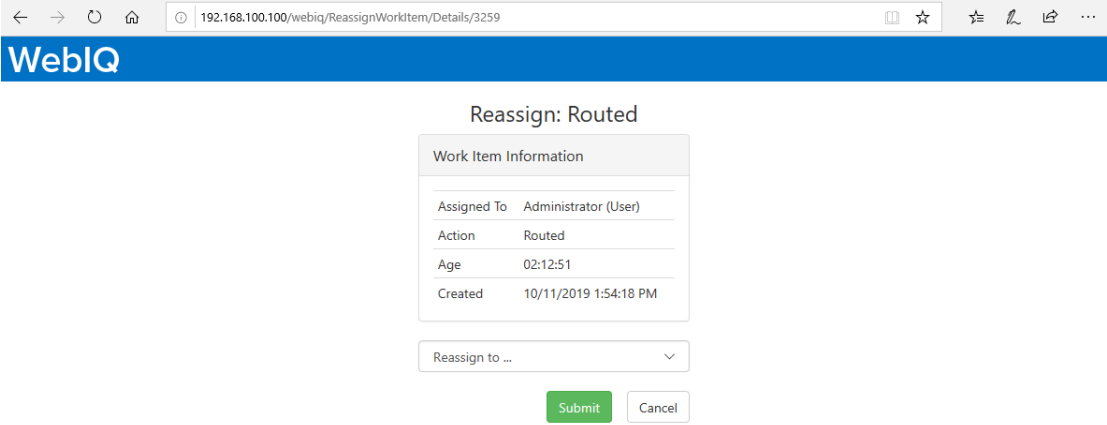 192.168.100.100/webiq/ReassignWorkItem/Details/3259
WebIQ
Reassign: Routed
Work Item Information
Assigned To Administrator (User)
Action Routed
Age 02:12:51
Created 10/11/2019 1:54:18 PM
Reassign to ...
Submit Cancel